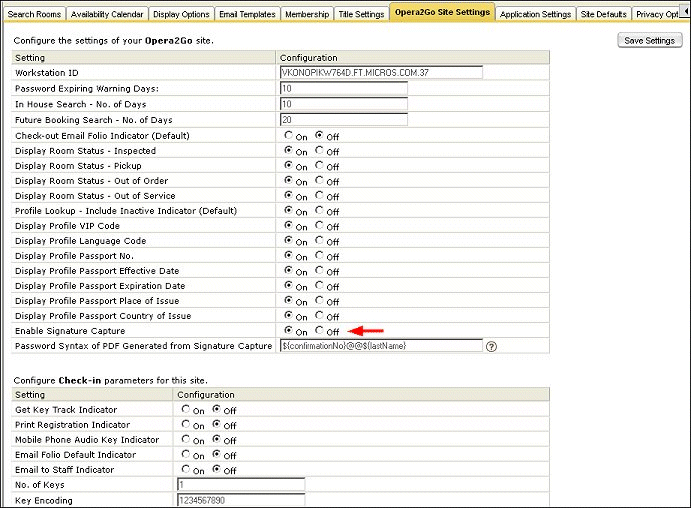 Search Rooms Availability Calendar Display Options Email Templates Membership Title Settings Opera2Go Site Settings Application Settings Site Defaults Privacy Opt
Configure the settings of your Opera2Go site.
Save Settings
Setting Configuration
Workstation ID VKONOPIKW764D.FT.MICROS.COM.37
Password Expiring Warning Days: 10
In House Search - No. of Days 10
Future Booking Search - No. of Days 20
Check-out Email Folio Indicator (Default) On Off
Display Room Status - Inspected On Off
Display Room Status - Pickup On Off
Display Room Status - Out of Order On Off
Display Room Status - Out of Service On Off
Profile Lookup - Include Inactive Indicator (Default) On Off
Display Profile VIP Code On Off
Display Profile Language Code On Off
Display Profile Passport No. On Off
Display Profile Passport Effective Date On Off
Display Profile Passport Expiration Date On Off
Display Profile Passport Place of Issue On Off
Display Profile Passport Country of Issue On Off
Enable Signature Capture On Off
Password Syntax of PDF Generated from Signature Capture ${confirmationNo}@@${lastName} ?
Configure Check-in parameters for this site.
Setting Configuration
Get Key Track Indicator On Off
Print Registration Indicator On Off
Mobile Phone Audio Key Indicator On Off
Email Folio Default Indicator On Off
Email to Staff Indicator On Off
No. of Keys 1
Key Encoding 1234567890